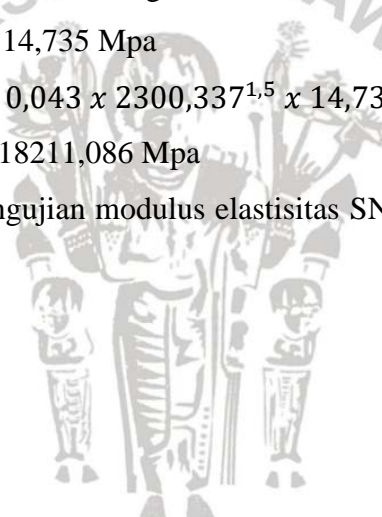 14,735 Mpa
0,043 x 2300,337^{1,5} x 14,73
18211,086 Mpa
ngujian modulus elastisitas SN